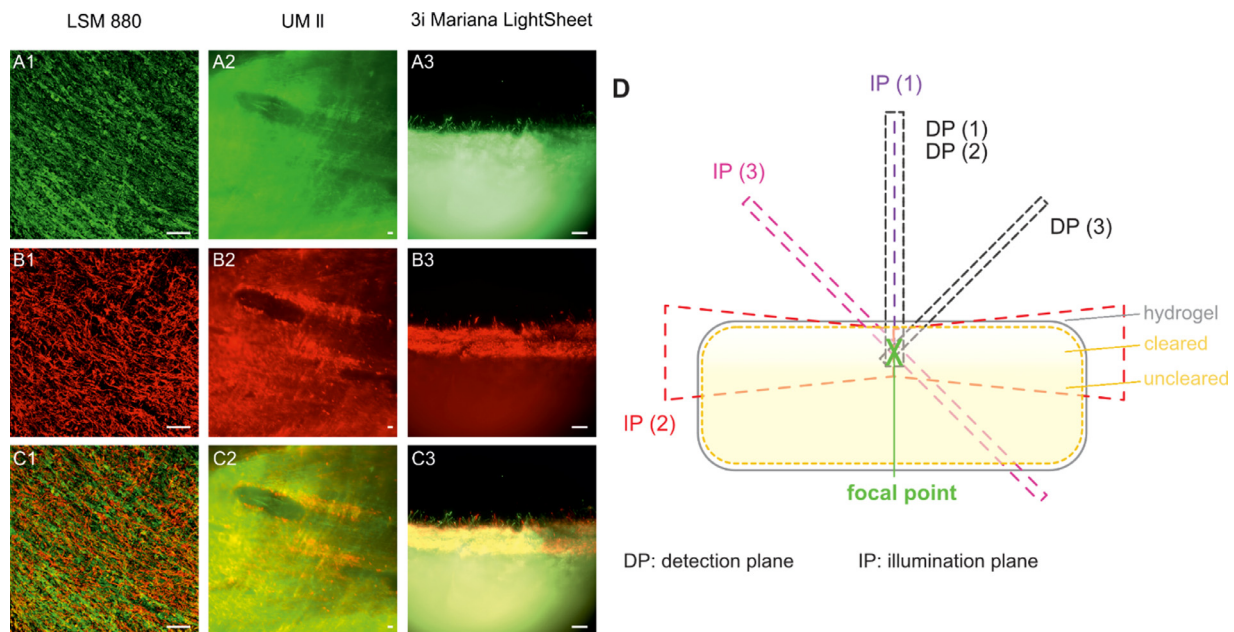 LSM 880
UM II
3i Mariana LightSheet
A1
A2
A3
B1
B2
B3
C1
C2
C3
D
IP (1)
DP (1)
DP (2)
IP (3)
DP (3)
hydrogel
cleared
uncleared
IP (2)
X
focal point
DP: detection plane
IP: illumination plane